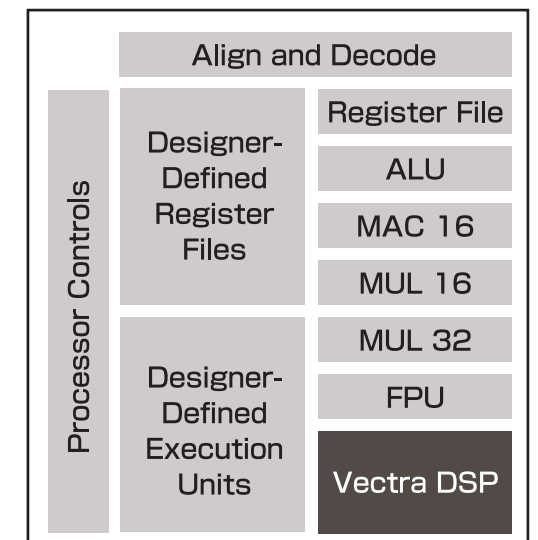 Align and Decode
Processor Controls
Designer-
Defined
Register
Files
Designer-
Defined
Execution
Units
Register File
ALU
MAC 16
MUL 16
MUL 32
FPU
Vectra DSP